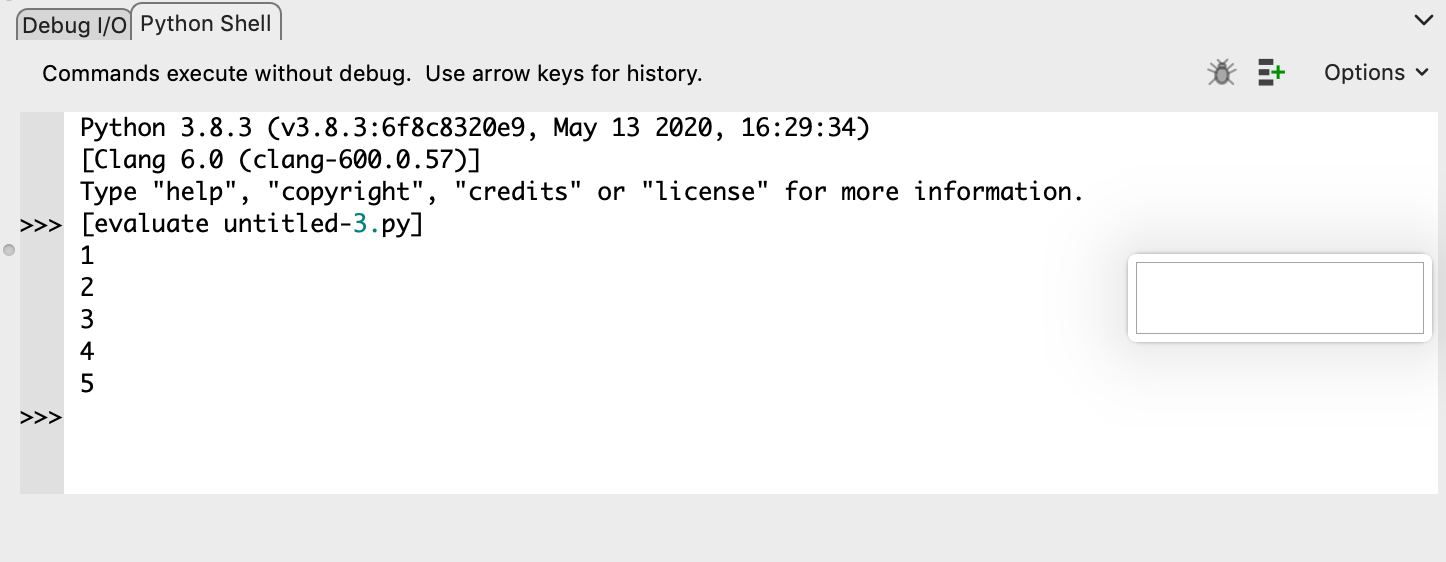 Debug I/O Python Shell
Commands execute without debug.  Use arrow keys for history. Options
Python 3.8.3 (v3.8.3:6f8c8320e9, May 13 2020, 16:29:34)
[Clang 6.0 (clang-600.0.57)]
Type "help", "copyright", "credits" or "license" for more information.
>>> [evaluate untitled-3.py]
1
2
3
4
5
>>>